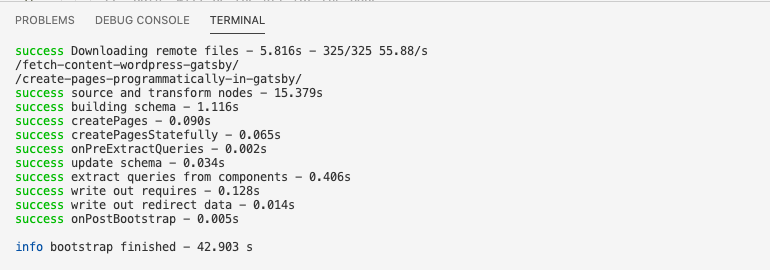 PROBLEMS DEBUG CONSOLE TERMINAL
success Downloading remote files — 5.816s — 325/325 55.88/s
/fetch-content-wordpress-gatsby/
/create-pages-programmatically-in-gatsby/
success source and transform nodes — 15.379s
success building schema — 1.116s
success createPages — 0.090s
success createPagesStatefully — 0.065s
success onPreExtractQueries — 0.002s
success update schema — 0.034s
success extract queries from components — 0.406s
success write out requires — 0.128s
success write out redirect data — 0.014s
success onPostBootstrap — 0.005s
info bootstrap finished — 42.903 s